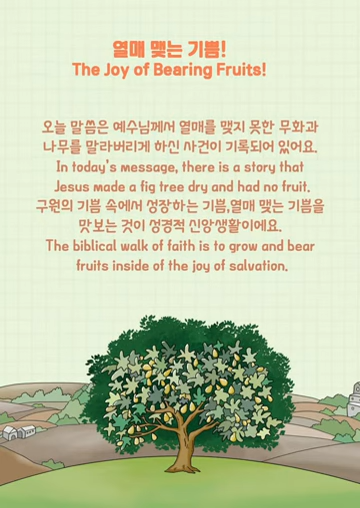 열매 맺는 기쁨!
The Joy of Bearing Fruits!
오늘 말씀은 예수님께서 열매를 맺지 못한 무화과
나무를 말라버리게 하신 사건이 기록되어 있어요.
In today's message, there is a story that
Jesus made a fig tree dry and had no fruit.
구원의 기쁨 속에서 성장하는 기쁨,열매 맺는 기쁨을
맛보는 것이 성경적 신앙생활이에요.
The biblical walk of faith is to grow and bear
fruits inside of the joy of salvation.